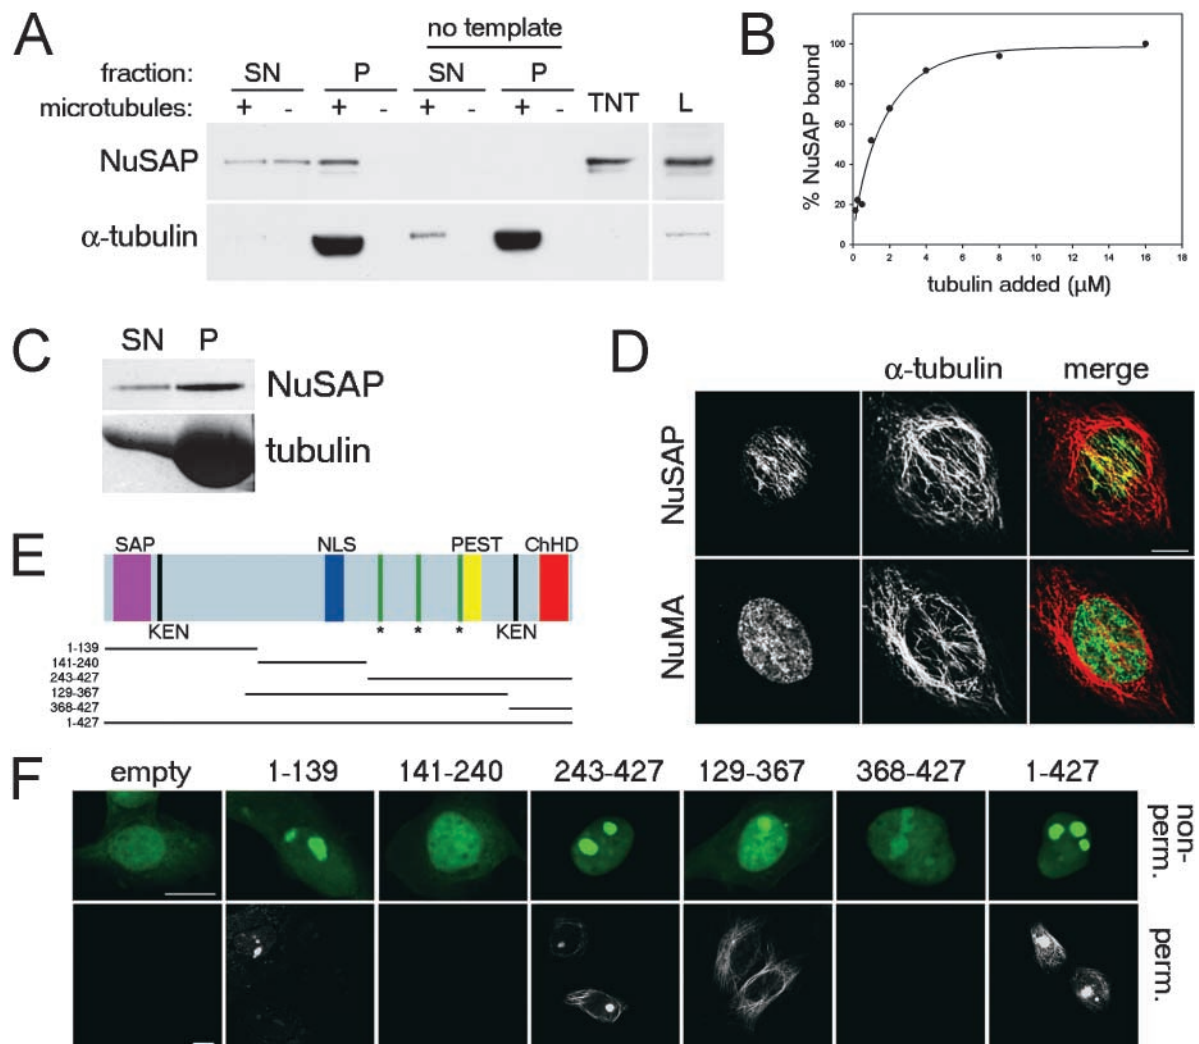 A
no template
fraction: SN P SN P
microtubules: + - + - + - + - TNT L
NuSAP
α-tubulin
B
% NuSAP bound
100
80
60
40
20
0
0 2 4 6 8 10 12 14 16 18
tubulin added (μM)
C
SN P
NuSAP
tubulin
D
α-tubulin merge
NuSAP
NuMA
E
SAP NLS PEST ChHD
KEN * * * KEN
1-139
141-240
243-427
129-367
368-427
1-427
F
empty 1-139 141-240 243-427 129-367 368-427 1-427
non-
perm.
perm.